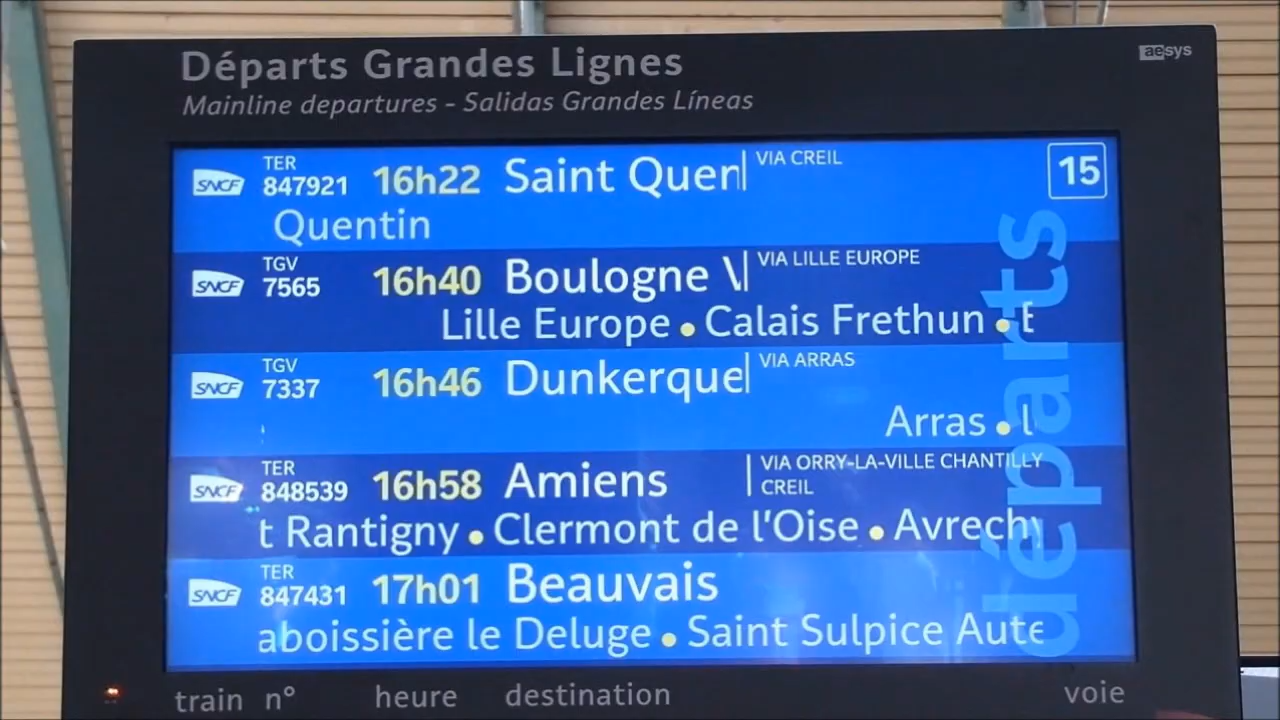 Départs Grandes Lignes
aesys
Mainline departures - Salidas Grandes Líneas
SNCF TER 847921 16h22 Saint Quen VIA CREIL 15
Quentin
SNCF TGV 7565 16h40 Boulogne VIA LILLE EUROPE
Lille Europe • Calais Frethun •
SNCF TGV 7337 16h46 Dunkerque VIA ARRAS
Arras •
SNCF TER 848539 16h58 Amiens VIA ORRY-LA-VILLE CHANTILLY
CREIL
t Rantigny • Clermont de l'Oise • Avrechy
SNCF TER 847431 17h01 Beauvais
aboissière le Deluge • Saint Sulpice Aute
départs
train n° heure destination voie